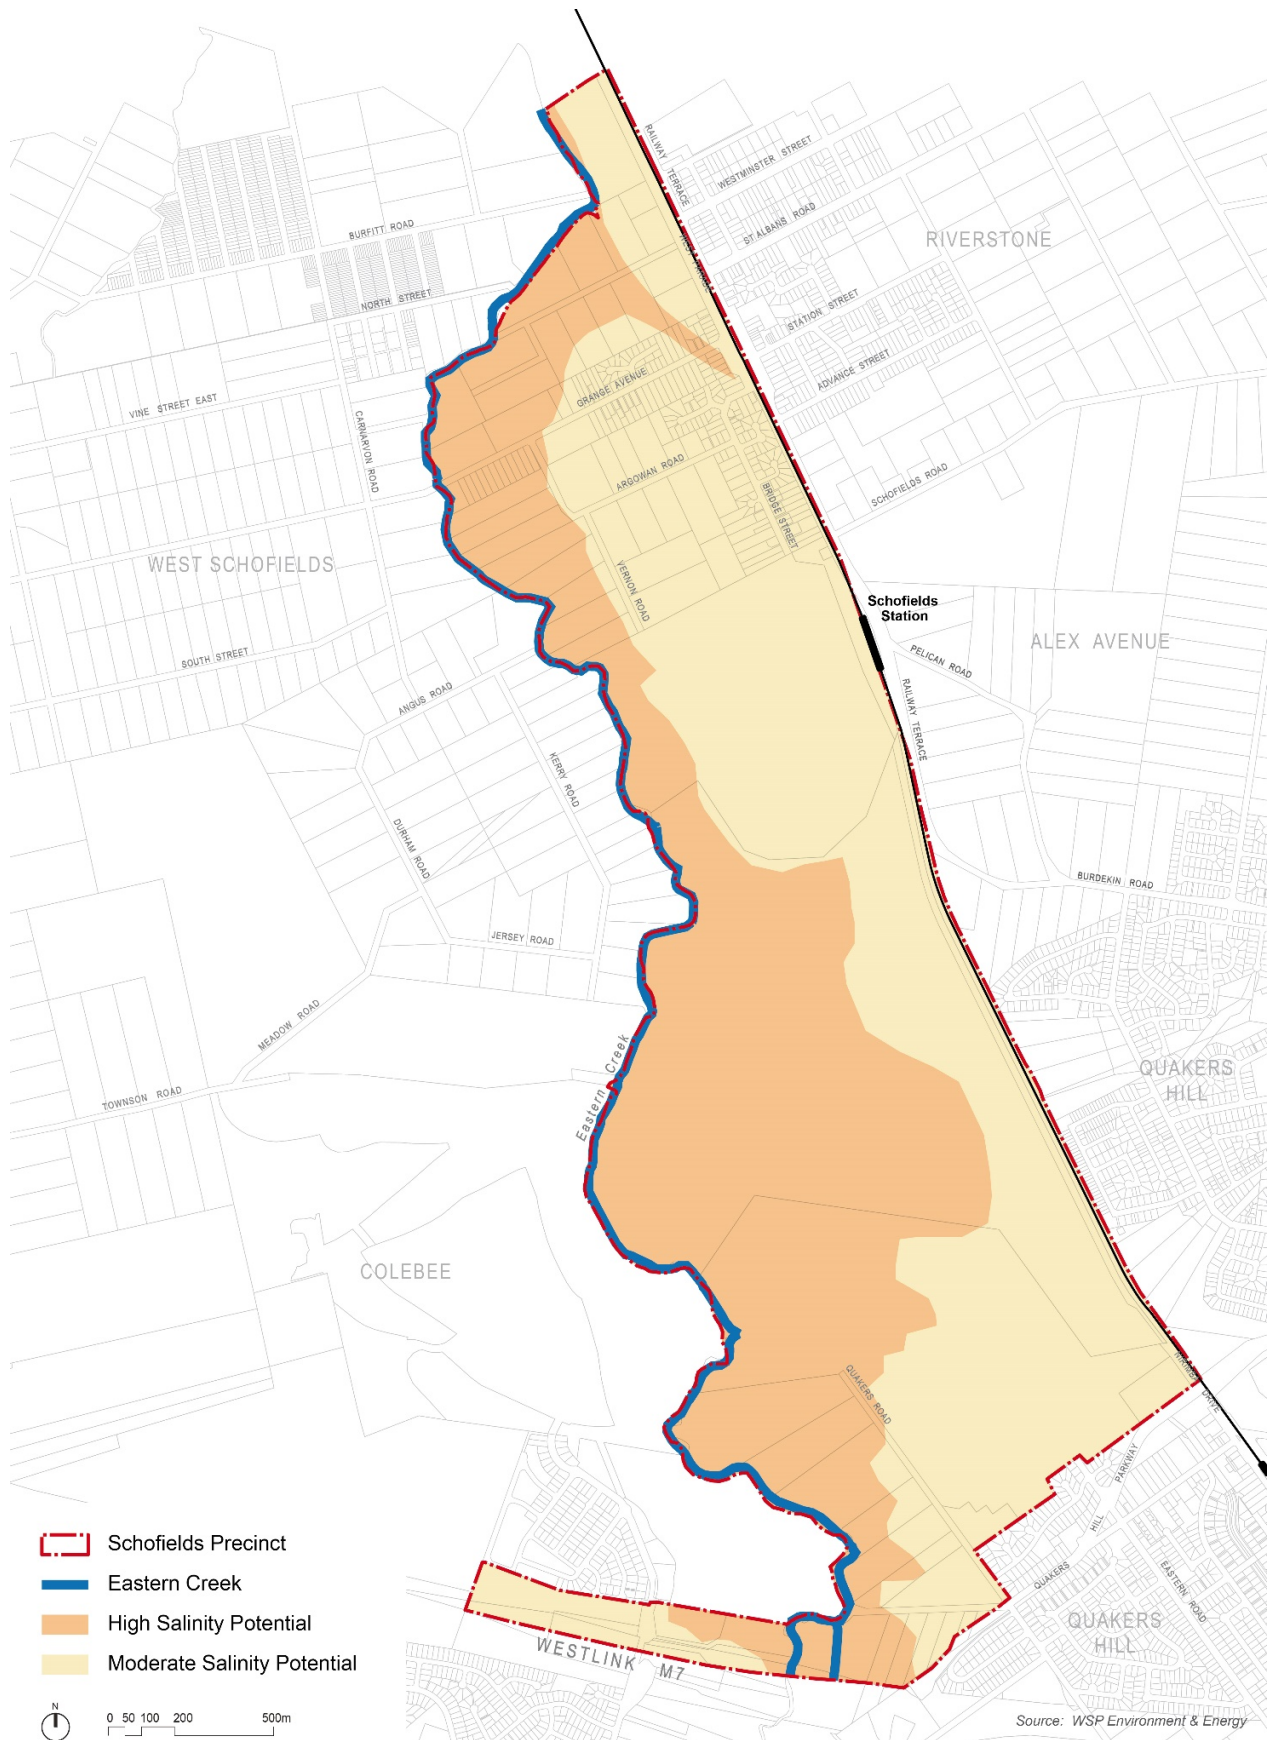 RAILWAY TERRACE
WESTMINSTER STREET
ST ALBANS ROAD
RIVERSTONE
BURFITT ROAD
WEST PARADE
NORTH STREET
STATION STREET
ADVANCE STREET
GRANGE AVENUE
VINE STREET EAST
CARNARVON ROAD
ARGOWAN ROAD
SCHOFIELDS ROAD
BRIDGE STREET
WEST SCHOFIELDS
VERNON ROAD
Schofields
Station
ALEX AVENUE
SOUTH STREET
PELICAN ROAD
ANGUS ROAD
RAILWAY TERRACE
KERRY ROAD
DURHAM ROAD
BURDEKIN ROAD
JERSEY ROAD
MEADOW ROAD
Eastern Creek
QUAKERS
HILL
TOWNSON ROAD
COLEBEE
QUAKERS ROAD
DRIVE
HILL PARKWAY
QUAKERS
EASTERN ROAD
QUAKERS
HILL
WESTLINK M7
Schofields Precinct
Eastern Creek
High Salinity Potential
Moderate Salinity Potential
N
0 50 100 200 500m
Source: WSP Environment & Energy